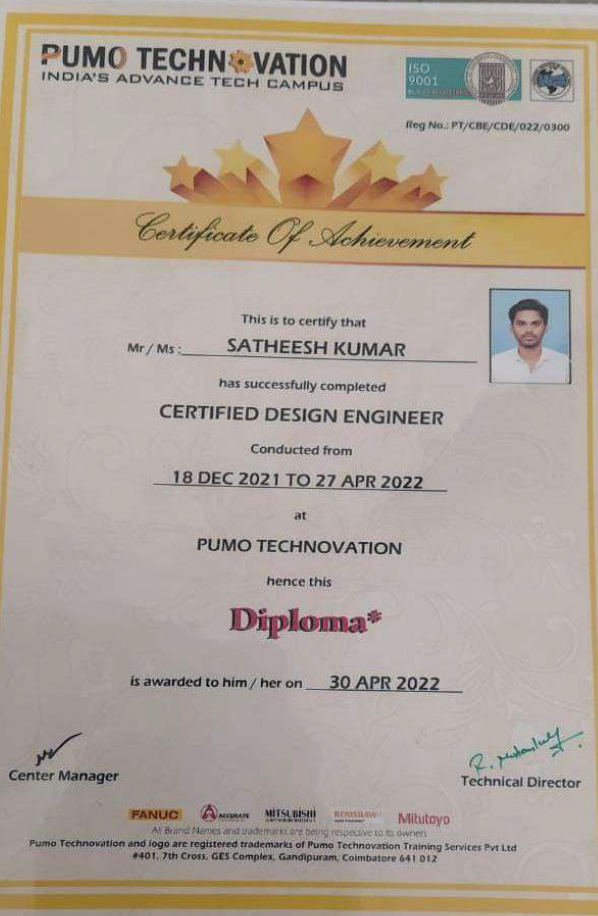 PUMO TECHNOVATION
INDIA'S ADVANCE TECH CAMPUS
ISO
9001
Reg No.: PT/CBE/CDE/022/0300
Certificate Of Achievement
This is to certify that
Mr / Ms : SATHEESH KUMAR
has successfully completed
CERTIFIED DESIGN ENGINEER
Conducted from
18 DEC 2021 TO 27 APR 2022
at
PUMO TECHNOVATION
hence this
Diploma*
is awarded to him / her on 30 APR 2022
Center Manager
R.
Technical Director
FANUC ACCURATE MITSUBISHI RENISHAW Mitutoyo
All Brand Names and trademarks are being respective to its owners
Pumo Technovation and logo are registered trademarks of Pumo Technovation Training Services Pvt Ltd
#401, 7th Cross, GES Complex, Gandipuram, Coimbatore 641 012